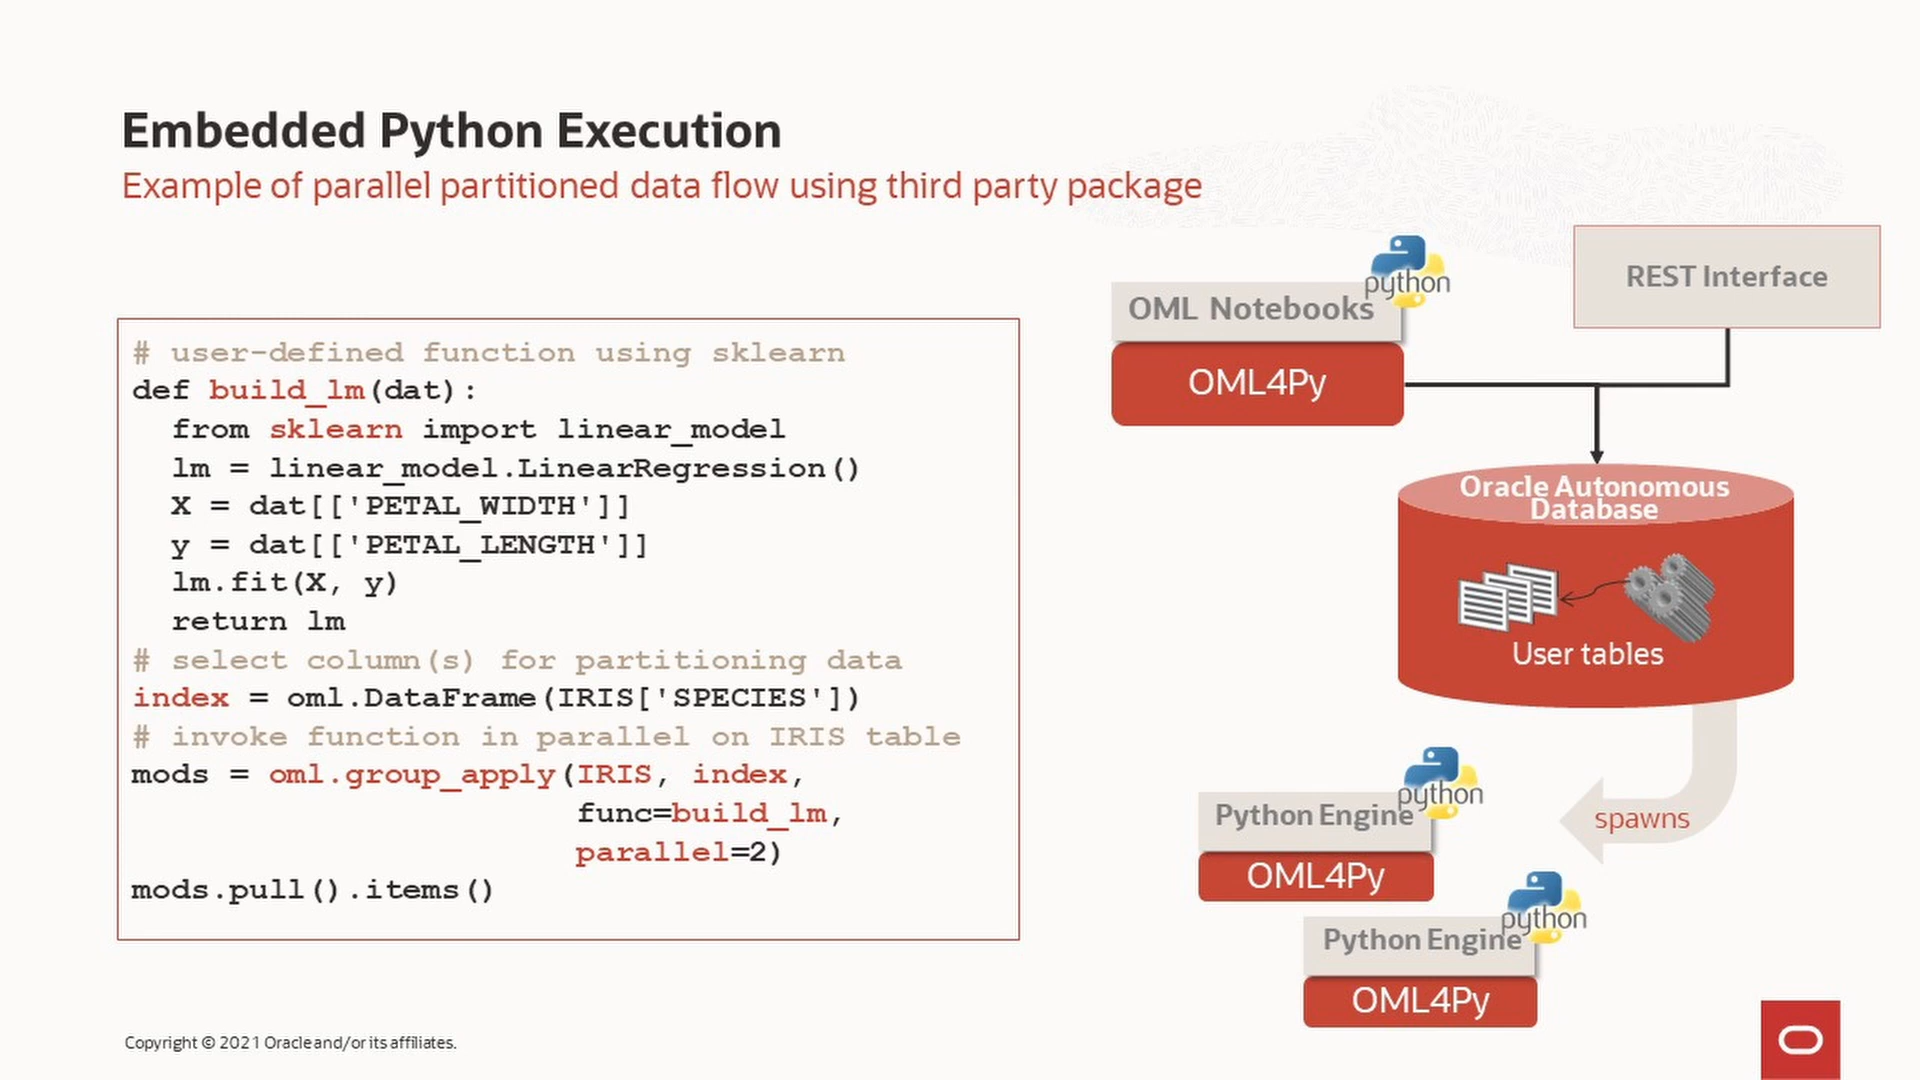 Embedded Python Execution
Example of parallel partitioned data flow using third party package
# user-defined function using sklearn
def build_lm(dat):
  from sklearn import linear_model
  lm = linear_model.LinearRegression()
  X = dat[['PETAL_WIDTH']]
  y = dat[['PETAL_LENGTH']]
  lm.fit(X, y)
  return lm
# select column(s) for partitioning data
index = oml.DataFrame(IRIS['SPECIES'])
# invoke function in parallel on IRIS table
mods = oml.group_apply(IRIS, index,
                       func=build_lm,
                       parallel=2)
mods.pull().items()
python
OML Notebooks
OML4Py
REST Interface
Oracle Autonomous
Database
User tables
spawns
python
Python Engine
OML4Py
python
Python Engine
OML4Py
Copyright © 2021 Oracle and/or its affiliates.